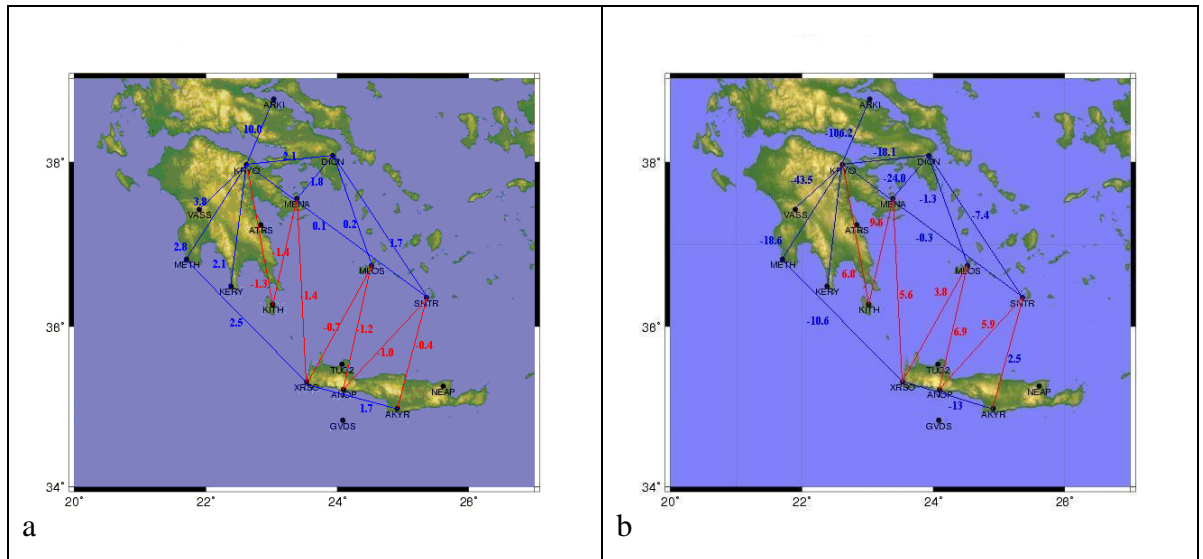 ARKI
10.0
38°
2.1
DION
KRYO
1.8
3.8
VASS
MENA
ATRS
0.1
0.2
1.7
2.8
-1.4
METH
2.1
-1.3
MLOS
KERY
SNTR
KITH
-1.4
36°
2.5
-0.7
-1.2
-1.0
-0.4
TUC2
XRSO
ANOP
NEAP
1.7
AKYR
GVDS
34°
20° 22° 24° 26°
a
ARKI
-106.2
38°
-18.1
DION
KRYO
-24.0
-43.5
VASS
MENA
-1.3
-7.4
ATRS
9.6
-0.3
-18.6
METH
6.8
MLOS
KERY
5.6
3.8
SNTR
KITH
36°
-10.6
6.9
5.9
2.5
TUC2
XRSO
ANOP
NEAP
-13
AKYR
GVDS
34°
20° 22° 24° 26°
b